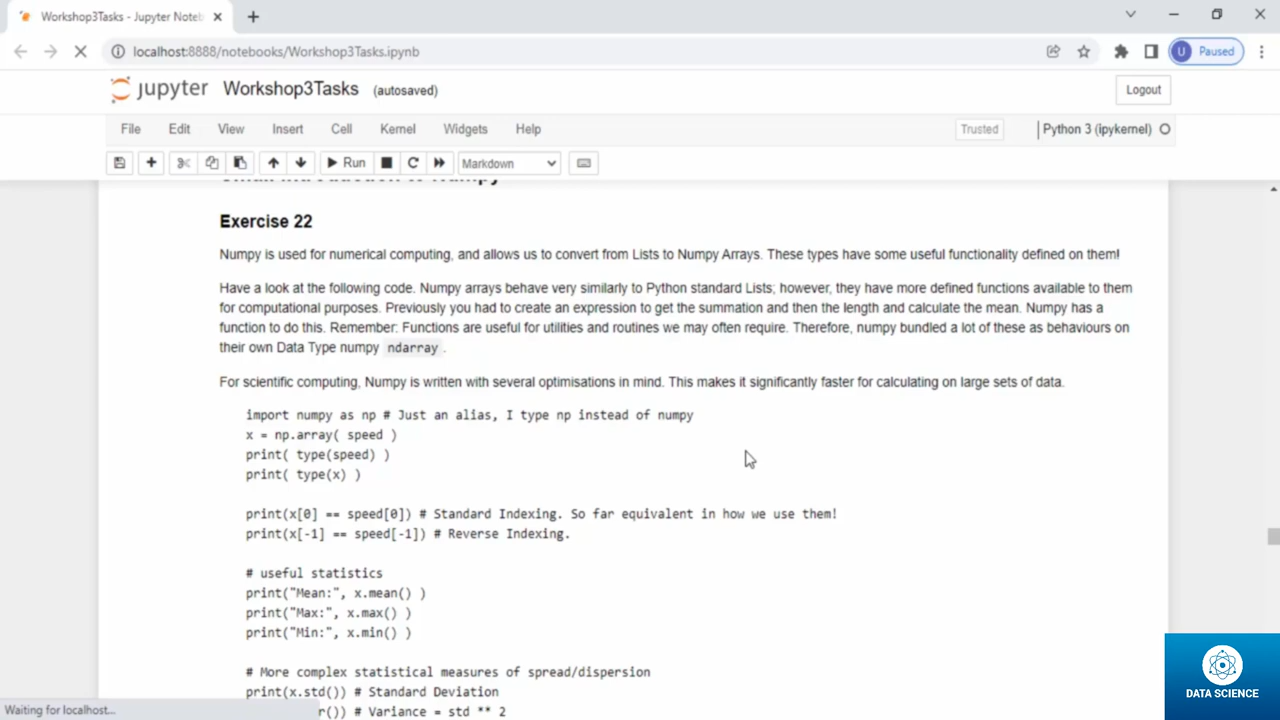 Workshop3Tasks - Jupyter Noteb
localhost:8888/notebooks/Workshop3Tasks.ipynb
U Paused
jupyter Workshop3Tasks (autosaved)
Logout
File Edit View Insert Cell Kernel Widgets Help
Trusted
Python 3 (ipykernel)
Run
Markdown
Exercise 22
Numpy is used for numerical computing, and allows us to convert from Lists to Numpy Arrays. These types have some useful functionality defined on them!
Have a look at the following code. Numpy arrays behave very similarly to Python standard Lists; however, they have more defined functions available to them
for computational purposes. Previously you had to create an expression to get the summation and then the length and calculate the mean. Numpy has a
function to do this. Remember: Functions are useful for utilities and routines we may often require. Therefore, numpy bundled a lot of these as behaviours on
their own Data Type numpy ndarray .
For scientific computing, Numpy is written with several optimisations in mind. This makes it significantly faster for calculating on large sets of data.
import numpy as np # Just an alias, I type np instead of numpy
x = np.array( speed )
print( type(speed) )
print( type(x) )
print(x[0] == speed[0]) # Standard Indexing. So far equivalent in how we use them!
print(x[-1] == speed[-1]) # Reverse Indexing.
# useful statistics
print("Mean:", x.mean() )
print("Max:", x.max() )
print("Min:", x.min() )
# More complex statistical measures of spread/dispersion
print(x.std()) # Standard Deviation
r()) # Variance = std ** 2
Waiting for localhost...
DATA SCIENCE